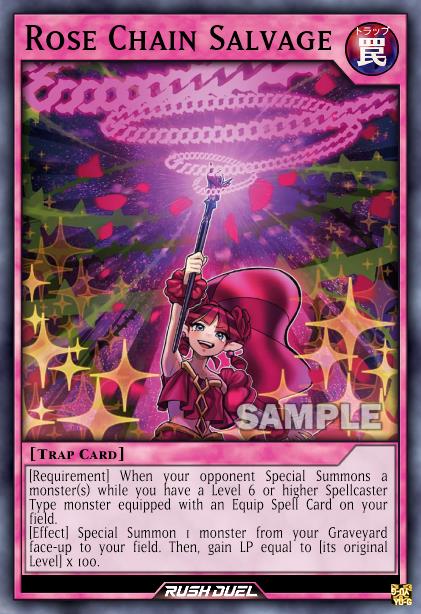 Rose Chain Salvage
トラップ
罠
SAMPLE
[Trap Card]
[Requirement] When your opponent Special Summons a
monster(s) while you have a Level 6 or higher Spellcaster
Type monster equipped with an Equip Spell Card on your
field.
[Effect] Special Summon 1 monster from your Graveyard
face-up to your field. Then, gain LP equal to [its original
Level] x 100.
RUSH DUEL